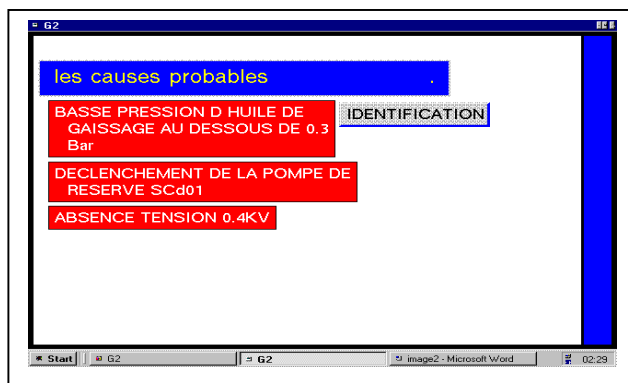 G2
les causes probables .
BASSE PRESSION D HUILE DE
GAISSAGE AU DESSOUS DE 0.3
Bar
IDENTIFICATION
DECLENCHEMENT DE LA POMPE DE
RESERVE SCd01
ABSENCE TENSION 0.4KV
Start G2 G2 image2 - Microsoft Word 02:29